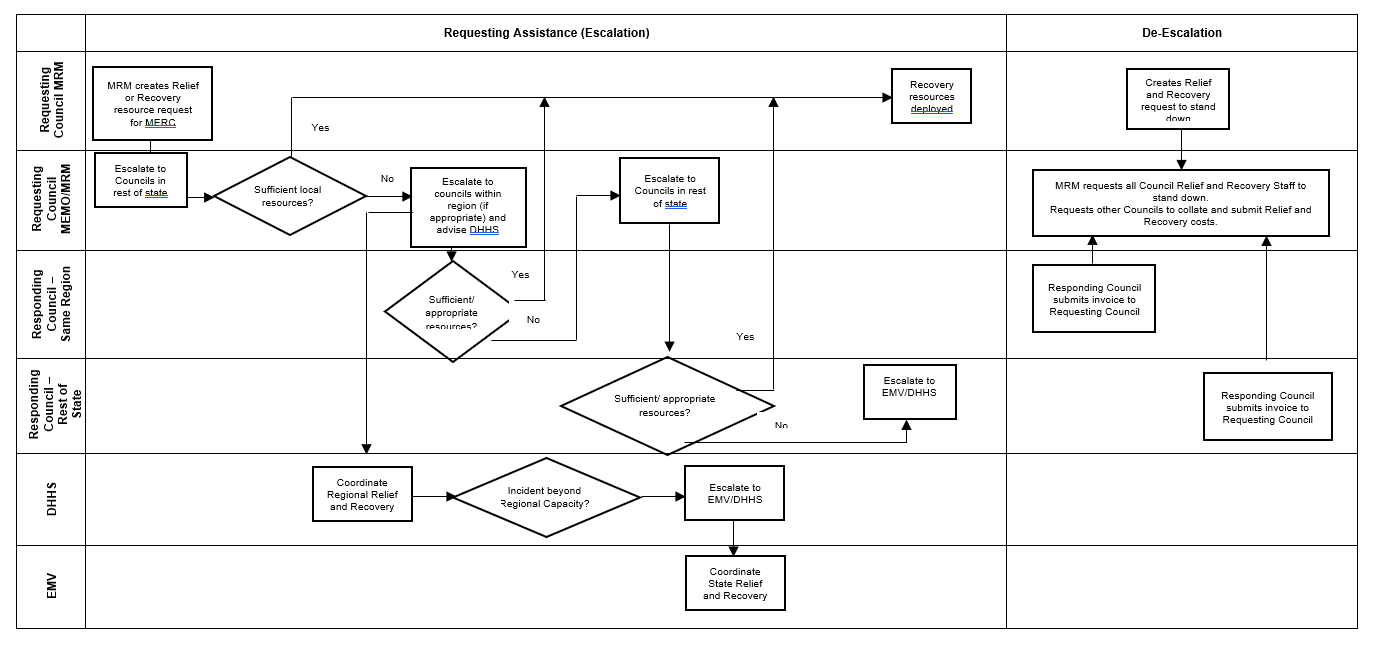 Requesting Assistance (Escalation)
De-Escalation
Requesting
Council MRM
MRM creates Relief
or Recovery
resource request
for MERC
Yes
Recovery
resources
deployed
Creates Relief
and Recovery
request to stand
down.
Requesting
Council
MEMO/MRM
Escalate to
Councils in
rest of state
Sufficient local
resources?
No
Escalate to
councils within
region (if
appropriate) and
advise DHHS
Escalate to
Councils in rest
of state
MRM requests all Council Relief and Recovery Staff to
stand down.
Requests other Councils to collate and submit Relief and
Recovery costs.
Responding
Council –
Same Region
Sufficient/
appropriate
resources?
Yes
No
Yes
Responding Council
submits invoice to
Requesting Council
Responding
Council –
Rest of
State
Sufficient/ appropriate
resources?
No
Escalate to
EMV/DHHS
Responding Council
submits invoice to
Requesting Council
DHHS
Coordinate
Regional Relief
and Recovery
Incident beyond
Regional Capacity?
Escalate to
EMV/DHHS
EMV
Coordinate
State Relief
and Recovery